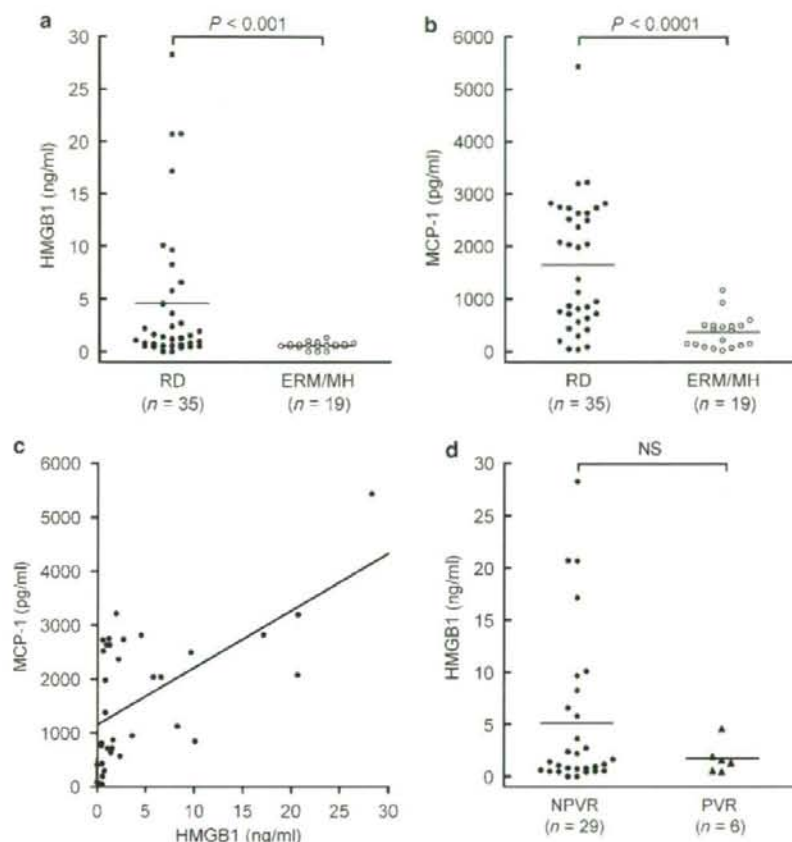 a
P < 0.001
30
25
20
15
10
5
0
HMGB1 (ng/ml)
RD
(n = 35)
ERM/MH
(n = 19)
b
P < 0.0001
6000
5000
4000
3000
2000
1000
0
MCP-1 (pg/ml)
RD
(n = 35)
ERM/MH
(n = 19)
c
6000
5000
4000
3000
2000
1000
0
MCP-1 (pg/ml)
0 5 10 15 20 25 30
HMGB1 (ng/ml)
d
NS
30
25
20
15
10
5
0
HMGB1 (ng/ml)
NPVR
(n = 29)
PVR
(n = 6)